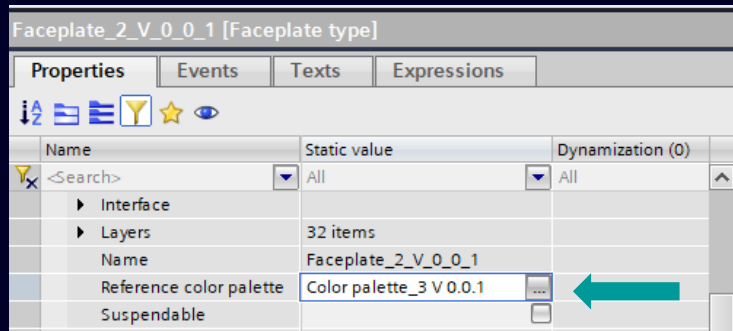 Faceplate_2_V_0_0_1 [Faceplate type]
Properties Events Texts Expressions
Name Static value Dynamization (0)
<Search> All All
Interface
Layers 32 items
Name Faceplate_2_V_0_0_1
Reference color palette Color palette_3 V 0.0.1 ...
Suspendable